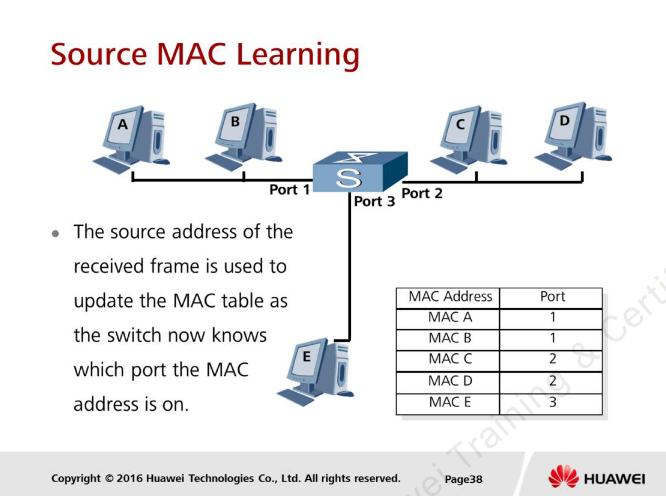 Source MAC Learning
A
B
C
D
S
Port 1
Port 3
Port 2
The source address of the
received frame is used to
update the MAC table as
the switch now knows
which port the MAC
address is on.
E
MAC Address Port
MAC A 1
MAC B 1
MAC C 2
MAC D 2
MAC E 3
Training & Certi
Copyright © 2016 Huawei Technologies Co., Ltd. All rights reserved.
Page38
HUAWEI